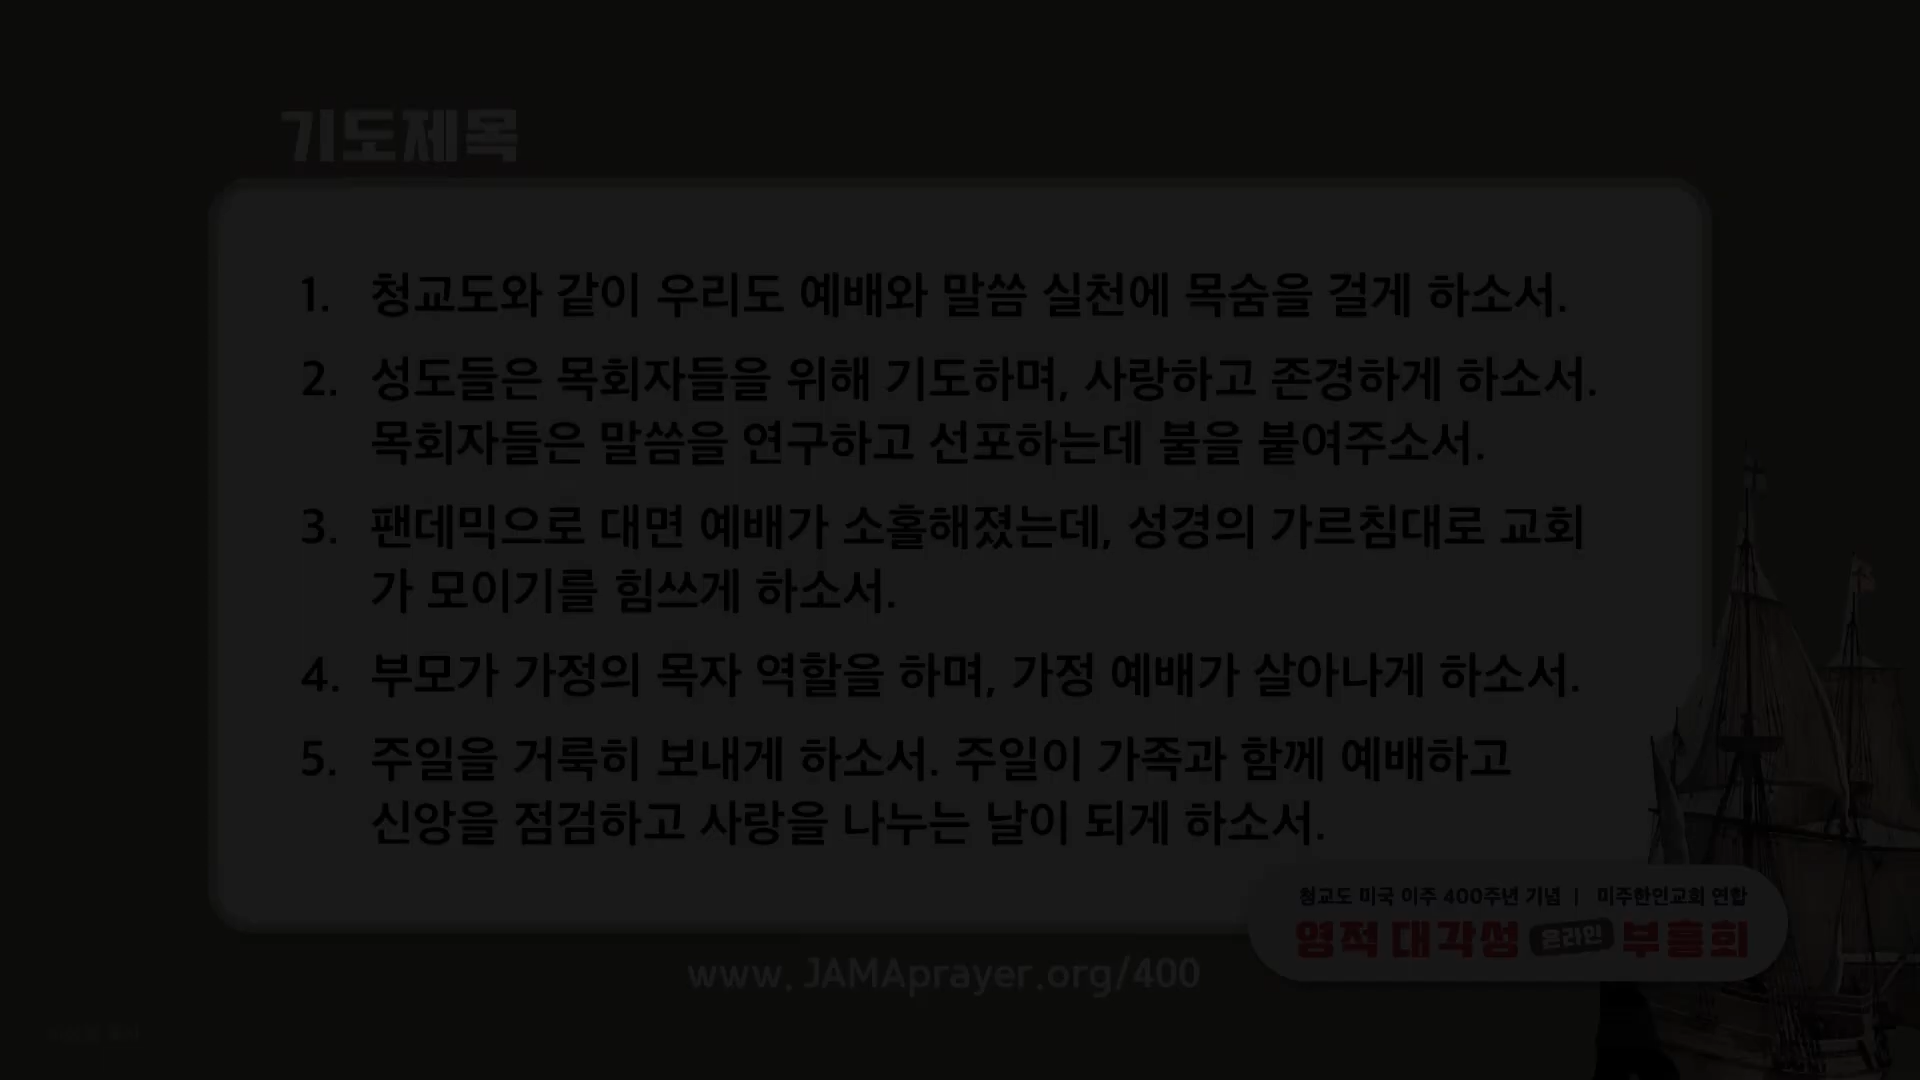 기도제목
1. 청교도와 같이 우리도 예배와 말씀 실천에 목숨을 걸게 하소서.
2. 성도들은 목회자들을 위해 기도하며, 사랑하고 존경하게 하소서.
목회자들은 말씀을 연구하고 선포하는데 불을 붙여주소서.
3. 팬데믹으로 대면 예배가 소홀해졌는데, 성경의 가르침대로 교회
가 모이기를 힘쓰게 하소서.
4. 부모가 가정의 목자 역할을 하며, 가정 예배가 살아나게 하소서.
5. 주일을 거룩히 보내게 하소서. 주일이 가족과 함께 예배하고
신앙을 점검하고 사랑을 나누는 날이 되게 하소서.
청교도 미국 이주 400주년 기념 | 미주한인교회 연합
영적 대각성 온라인 부흥회
www.JAMAprayer.org/400